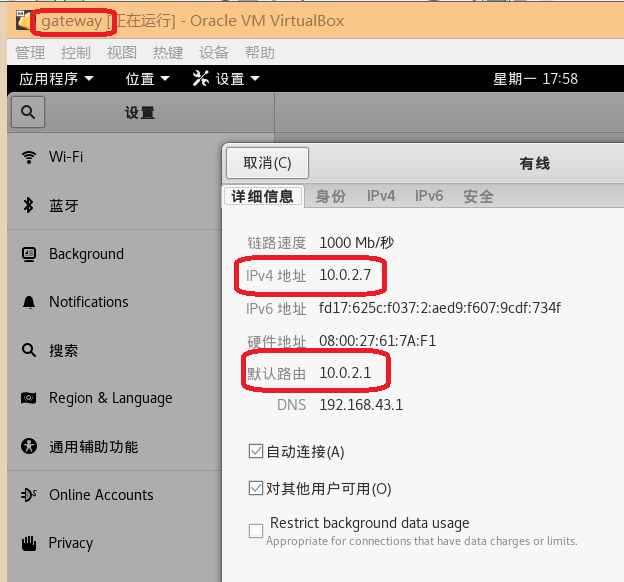 gateway [正在运行] - Oracle VM VirtualBox
管理 控制 视图 热键 设备 帮助
应用程序 位置 设置 星期一 17:58
设置
Wi-Fi
蓝牙
Background
Notifications
搜索
Region & Language
通用辅助功能
Online Accounts
Privacy
取消(C) 有线
详细信息 身份 IPv4 IPv6 安全
链路速度 1000 Mb/秒
IPv4 地址 10.0.2.7
IPv6 地址 fd17:625c:f037:2:aed9:f607:9cdf:734f
硬件地址 08:00:27:61:7A:F1
默认路由 10.0.2.1
DNS 192.168.43.1
自动连接(A)
对其他用户可用(O)
Restrict background data usage
Appropriate for connections that have data charges or limits.